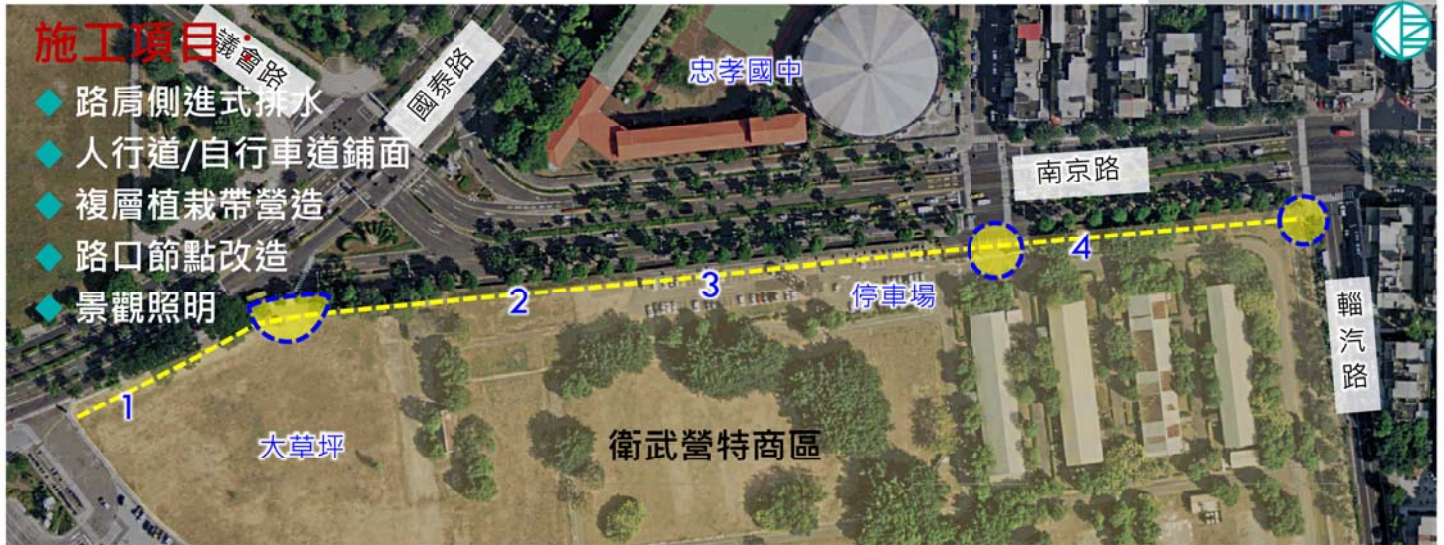 施工項目：
◆ 路肩側進式排水
◆ 人行道/自行車道鋪面
◆ 複層植栽帶營造
◆ 路口節點改造
◆ 景觀照明
議會路
國泰路
忠孝國中
南京路
停車場
輜汽路
大草坪
衛武營特商區
1
2
3
4